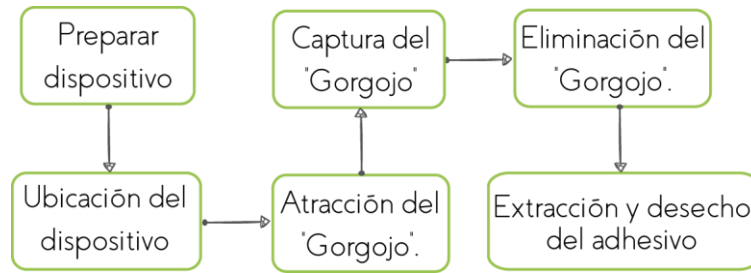 Preparar
dispositivo
Ubicación del
dispositivo
Atracción del
"Gorgojo".
Captura del
"Gorgojo"
Eliminación del
"Gorgojo".
Extracción y desecho
del adhesivo